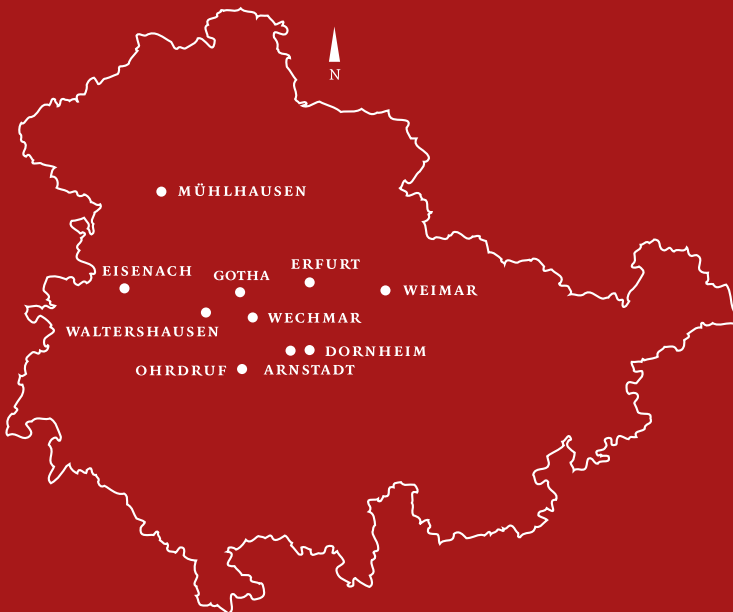 N
MÜHLHAUSEN
ERFURT
EISENACH
GOTHA
WEIMAR
WECHMAR
WALTERSHAUSEN
DORNHEIM
OHRDRUF
ARNSTADT